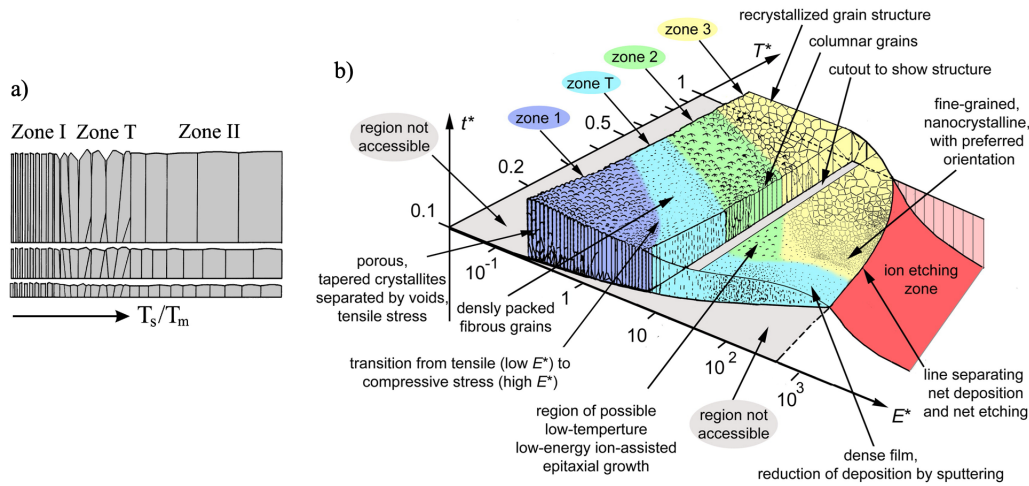 a)
Zone I
Zone T
Zone II
Ts/Tm
b)
t*
T*
E*
zone 1
zone T
zone 2
zone 3
region not
accessible
0.1
0.2
0.5
1
10-1
1
10
10²
10³
recrystallized grain structure
columnar grains
cutout to show structure
fine-grained,
nanocrystalline,
with preferred
orientation
ion etching
zone
porous,
tapered crystallites
separated by voids,
tensile stress
densly packed
fibrous grains
transition from tensile (low E*) to
compressive stress (high E*)
region of possible
low-temperture
low-energy ion-assisted
epitaxial growth
region not
accessible
line separating
net deposition
and net etching
dense film,
reduction of deposition by sputtering